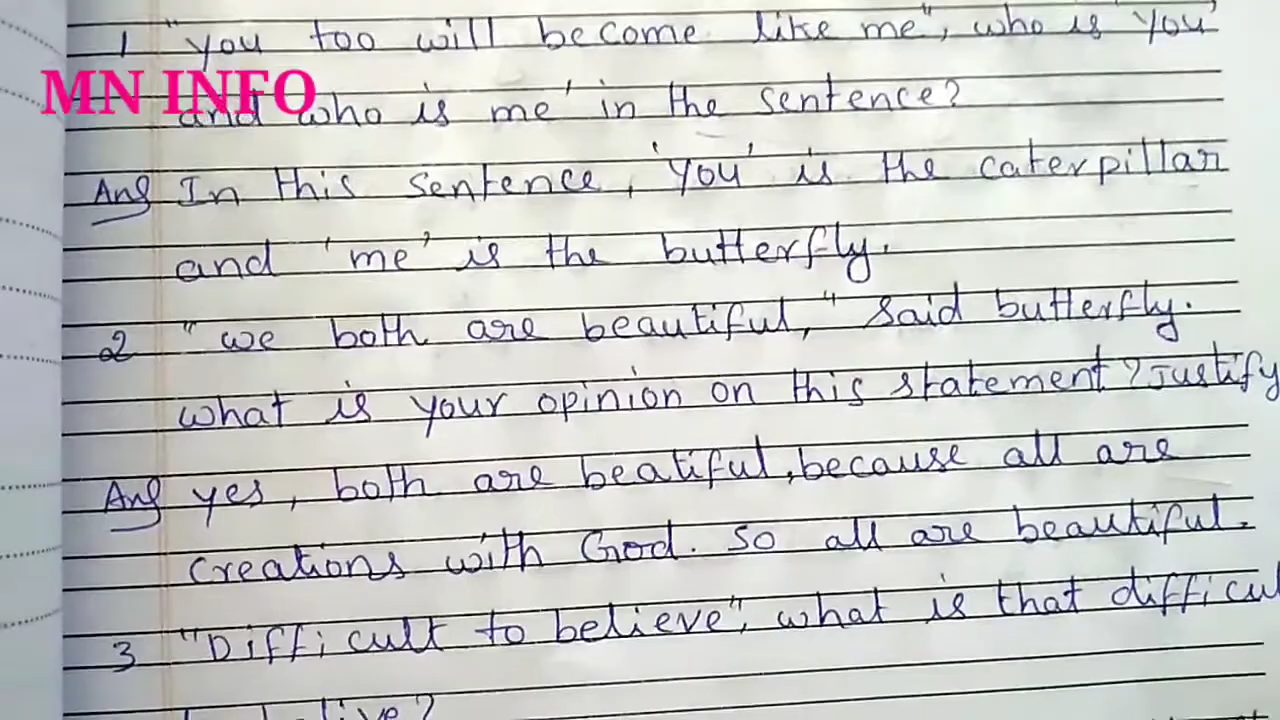 1 "you too will become like me", who is 'you'
MN INFO
and who is me' in the sentence?
Ans In this sentence, 'you' is the caterpillar
and 'me' is the butterfly.
2 "we both are beautiful," said butterfly.
what is your opinion on this statement? Justify
Ans yes, both are beatiful, because all are
creations with God. so all are beautiful.
3 "Difficult to believe", what is that difficul